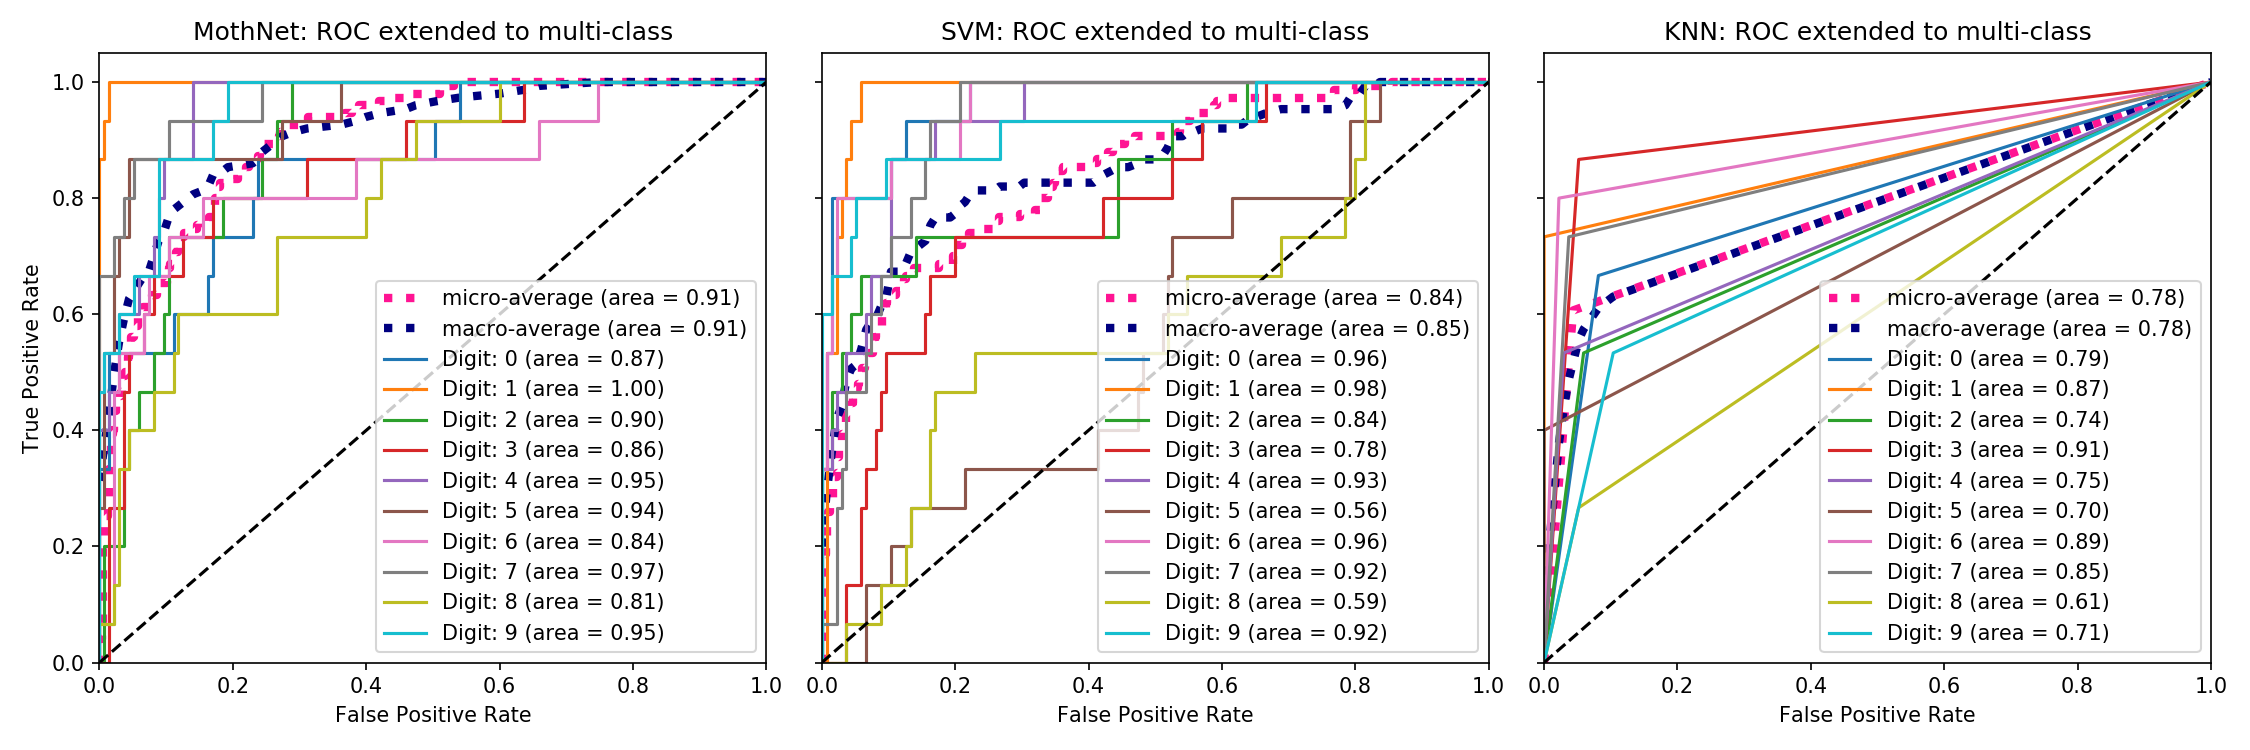 MothNet: ROC extended to multi-class
True Positive Rate
1.0
0.8
0.6
0.4
0.2
0.0
micro-average (area = 0.91)
macro-average (area = 0.91)
Digit: 0 (area = 0.87)
Digit: 1 (area = 1.00)
Digit: 2 (area = 0.90)
Digit: 3 (area = 0.86)
Digit: 4 (area = 0.95)
Digit: 5 (area = 0.94)
Digit: 6 (area = 0.84)
Digit: 7 (area = 0.97)
Digit: 8 (area = 0.81)
Digit: 9 (area = 0.95)
0.0 0.2 0.4 0.6 0.8 1.0
False Positive Rate
SVM: ROC extended to multi-class
micro-average (area = 0.84)
macro-average (area = 0.85)
Digit: 0 (area = 0.96)
Digit: 1 (area = 0.98)
Digit: 2 (area = 0.84)
Digit: 3 (area = 0.78)
Digit: 4 (area = 0.93)
Digit: 5 (area = 0.56)
Digit: 6 (area = 0.96)
Digit: 7 (area = 0.92)
Digit: 8 (area = 0.59)
Digit: 9 (area = 0.92)
0.0 0.2 0.4 0.6 0.8 1.0
False Positive Rate
KNN: ROC extended to multi-class
micro-average (area = 0.78)
macro-average (area = 0.78)
Digit: 0 (area = 0.79)
Digit: 1 (area = 0.87)
Digit: 2 (area = 0.74)
Digit: 3 (area = 0.91)
Digit: 4 (area = 0.75)
Digit: 5 (area = 0.70)
Digit: 6 (area = 0.89)
Digit: 7 (area = 0.85)
Digit: 8 (area = 0.61)
Digit: 9 (area = 0.71)
0.0 0.2 0.4 0.6 0.8 1.0
False Positive Rate